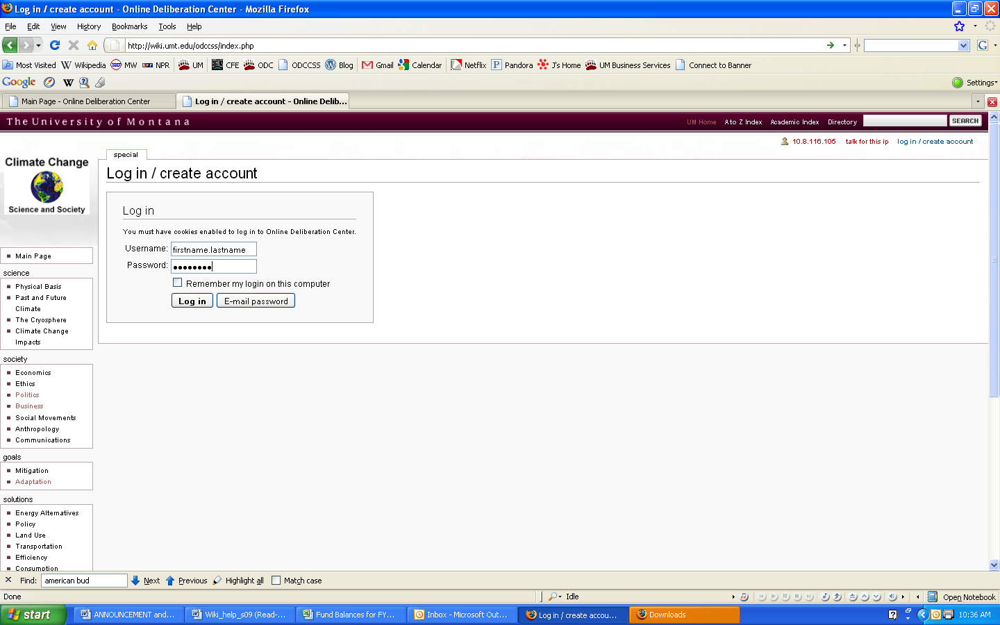 Log in / create account - Online Deliberation Center - Mozilla Firefox
File Edit View History Bookmarks Tools Help
http://wiki.umt.edu/odccss/index.php
G
Most Visited Wikipedia MW NPR UM CFE ODC ODCCSS Blog Gmail Calendar Netflix Pandora J's Home UM Business Services Connect to Banner
Google Settings
Main Page - Online Deliberation Center
Log in / create account - Online Delib...
The University of Montana
UM Home A to Z Index Academic Index Directory SEARCH
10.8.116.105 talk for this ip log in / create account
special
Climate Change
Science and Society
Log in / create account
Log in
You must have cookies enabled to log in to Online Deliberation Center.
Username: firstname.lastname
Password: ●●●●●●●●
Remember my login on this computer
Log in E-mail password
Main Page
science
Physical Basis
Past and Future
Climate
The Cryosphere
Climate Change
Impacts
society
Economics
Ethics
Politics
Business
Social Movements
Anthropology
Communications
goals
Mitigation
Adaptation
solutions
Energy Alternatives
Policy
Land Use
Transportation
Efficiency
Consumption
Find: american bud Next Previous Highlight all Match case
Done Idle Open Notebook
start ANNOUNCEMENT and... Wiki_help_s09 (Read-... Fund Balances for FY... Inbox - Microsoft Out... Log in / create accou... Downloads 10:36 AM